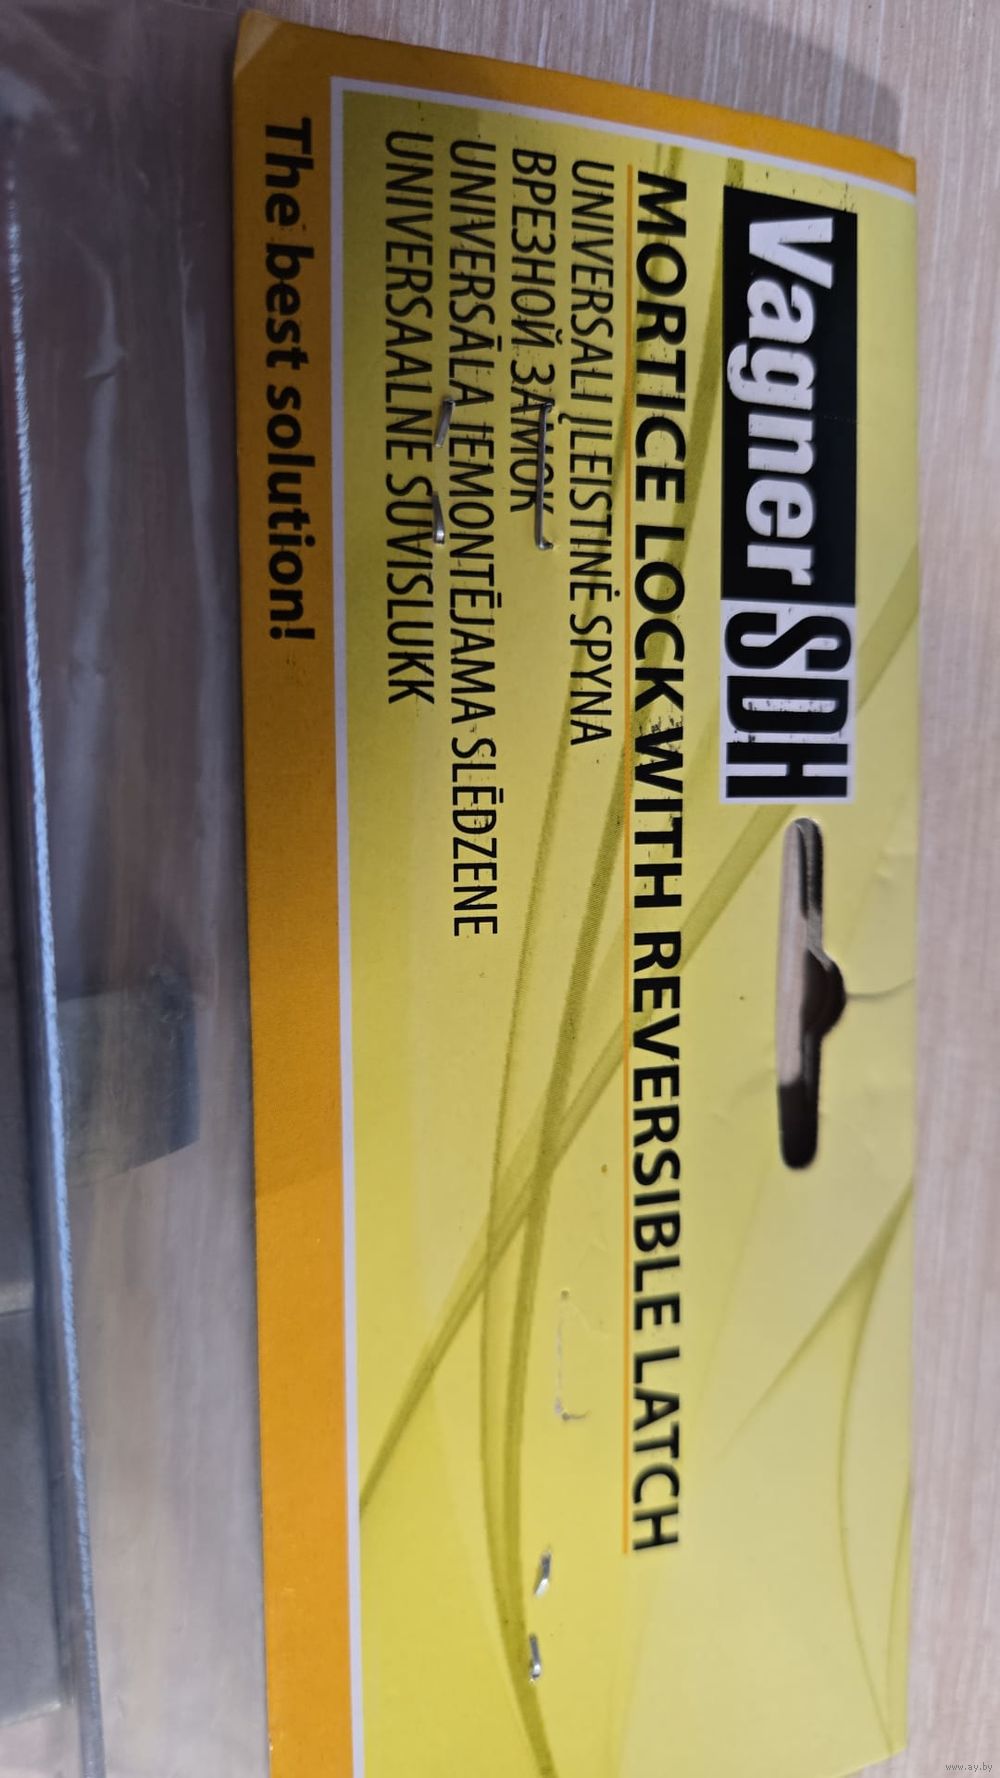 Vagner SDH
MORTICE LOCK WITH REVERSIBLE LATCH
UNIVERSALI ĮLEISTINĖ SPYNA
ВРЕЗНОЙ ЗАМОК
UNIVERSĀLA IEMONTĒJAMA SLĒDZENE
UNIVERSAALNE SUVISLUKK
The best solution!
www.ay.by